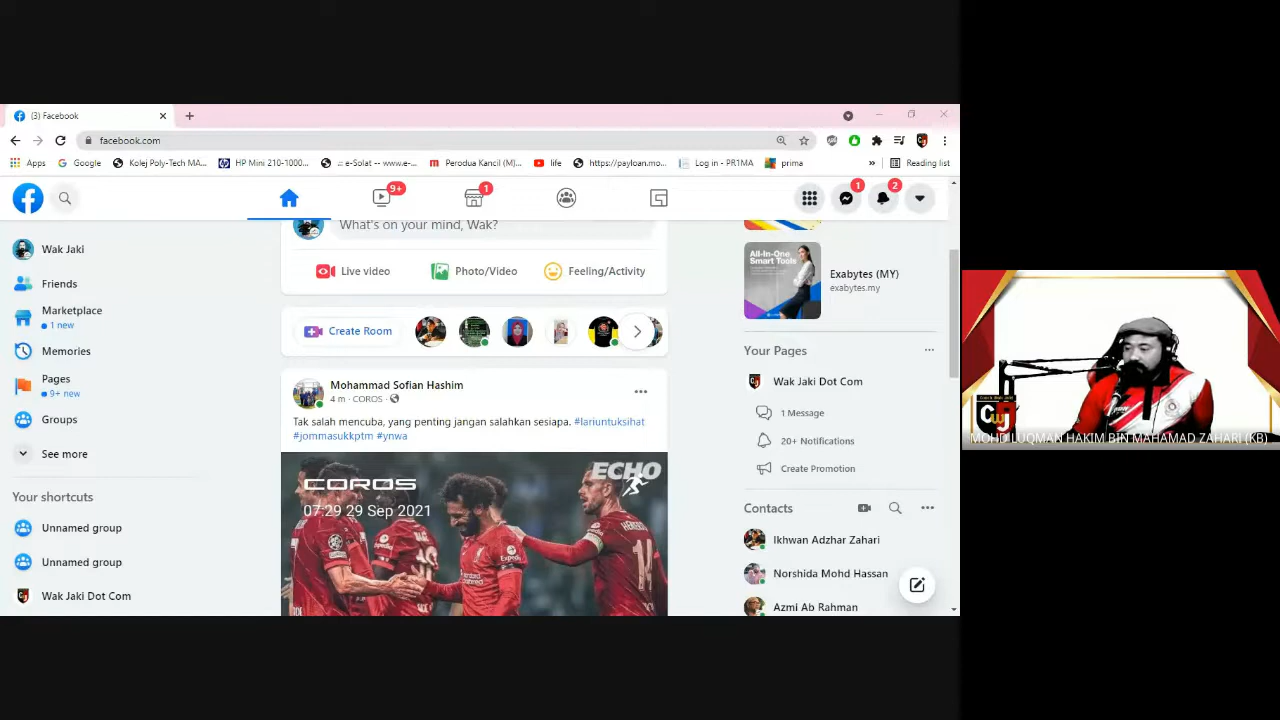 (3) Facebook
facebook.com
Apps
Google
Kolej Poly-Tech MA...
HP Mini 210-1000...
.:: e-Solat -- www.e-...
Perodua Kancil (M)...
life
https://payloan.mo...
Log in - PR1MA
prima
»
Reading list
9+
1
1
2
What's on your mind, Wak?
Live video
Photo/Video
Feeling/Activity
Create Room
Mohammad Sofian Hashim
4 m · COROS ·
Tak salah mencuba, yang penting jangan salahkan sesiapa. #lariuntuksihat
#jommasukkptm #ynwa
COROS
ECHO
07:29 29 Sep 2021
14
Wak Jaki
Friends
Marketplace
1 new
Memories
Pages
9+ new
Groups
See more
Your shortcuts
Unnamed group
Unnamed group
Wak Jaki Dot Com
All-In-One
Smart Tools
Exabytes (MY)
exabytes.my
Your Pages
Wak Jaki Dot Com
1 Message
20+ Notifications
Create Promotion
Contacts
Ikhwan Adzhar Zahari
Norshida Mohd Hassan
Azmi Ab Rahman
CWJ
MOHD LUQMAN HAKIM BIN MAHAMAD ZAHARI (KB)